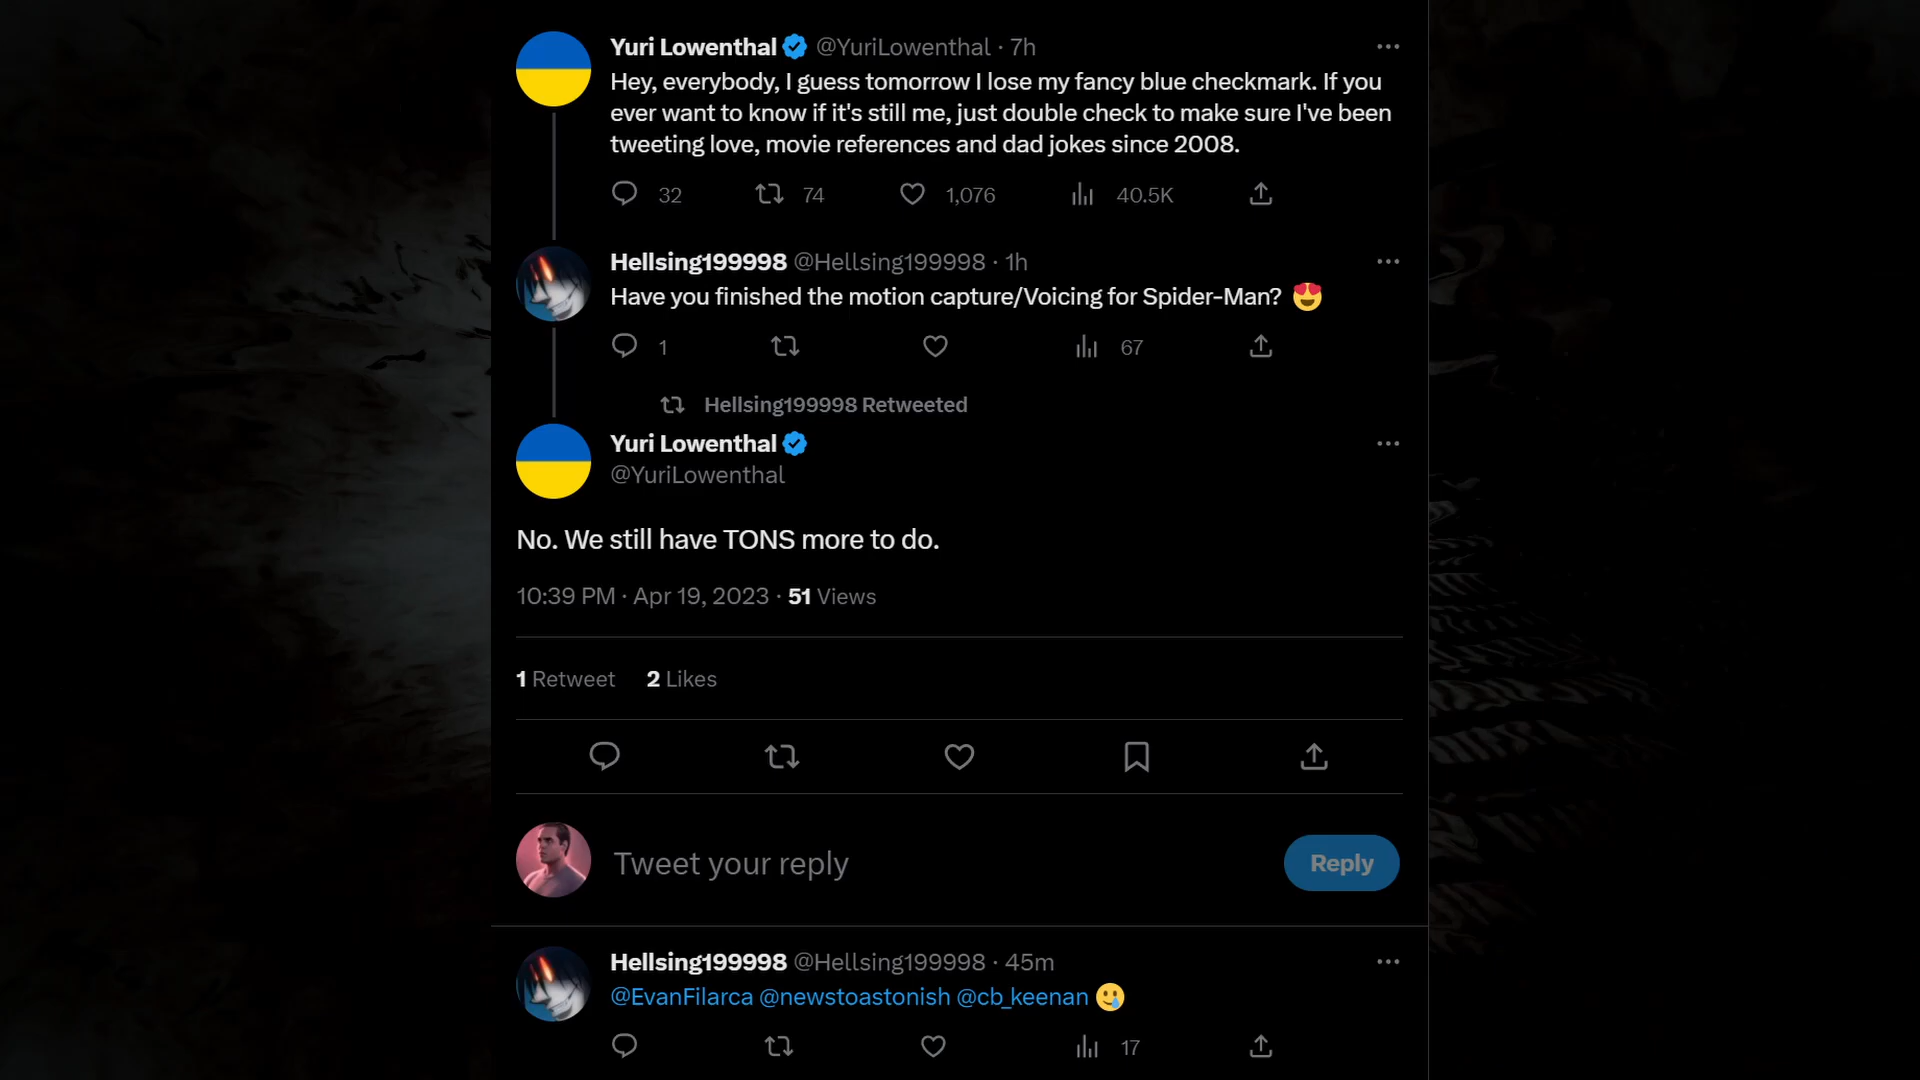 Yuri Lowenthal @YuriLowenthal · 7h
Hey, everybody, I guess tomorrow I lose my fancy blue checkmark. If you
ever want to know if it's still me, just double check to make sure I've been
tweeting love, movie references and dad jokes since 2008.
32 74 1,076 40.5K
Hellsing199998 @Hellsing199998 · 1h
Have you finished the motion capture/Voicing for Spider-Man? 😍
1 67
Hellsing199998 Retweeted
Yuri Lowenthal
@YuriLowenthal
No. We still have TONS more to do.
10:39 PM · Apr 19, 2023 · 51 Views
1 Retweet 2 Likes
Tweet your reply
Reply
Hellsing199998 @Hellsing199998 · 45m
@EvanFilarca @newstoastonish @cb_keenan 🥲
17